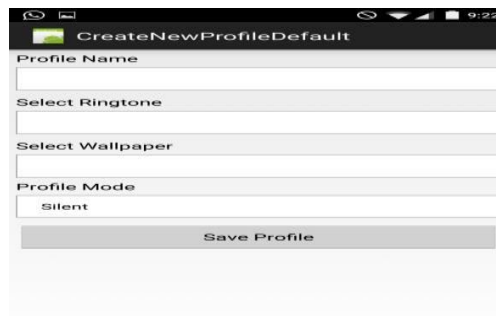 9:22
CreateNewProfileDefault
Profile Name
Select Ringtone
Select Wallpaper
Profile Mode
Silent
Save Profile